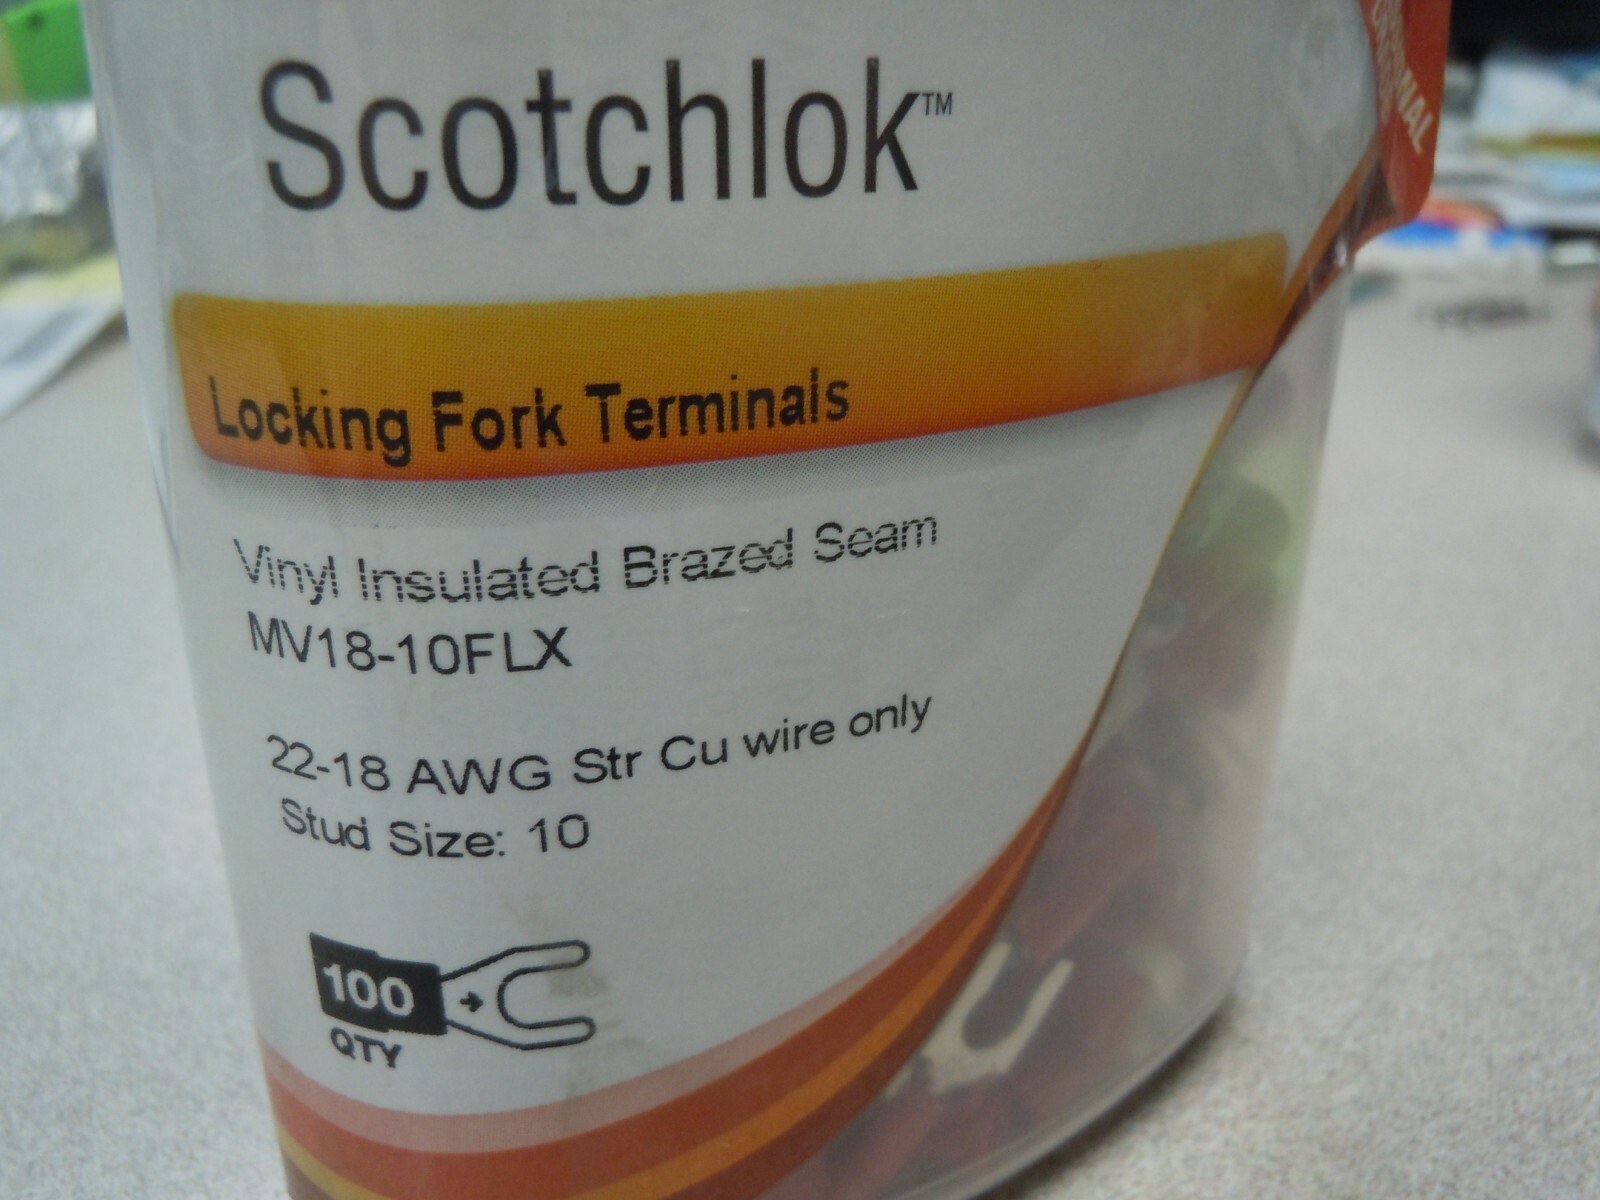 Scotchlok™
Locking Fork Terminals
Vinyl Insulated Brazed Seam
MV18-10FLX
22-18 AWG Str Cu wire only
Stud Size: 10
100
QTY